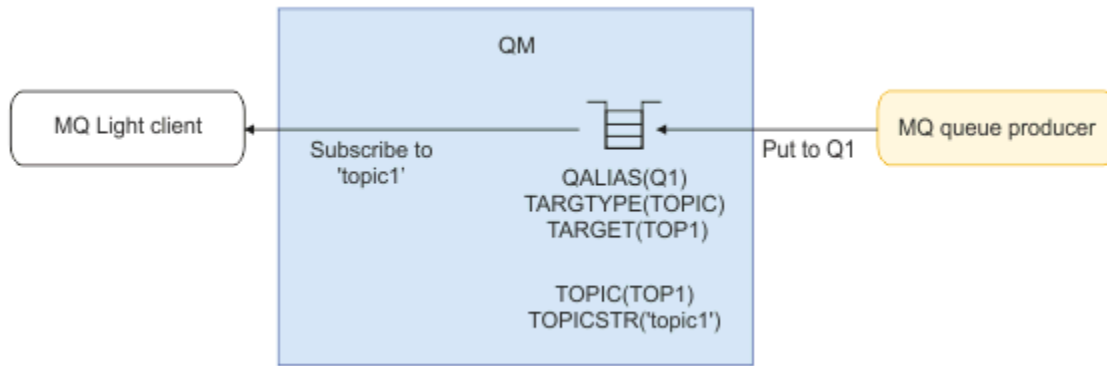 QM
MQ Light client
Subscribe to
'topic1'
Put to Q1
MQ queue producer
QALIAS(Q1)
TARGTYPE(TOPIC)
TARGET(TOP1)
TOPIC(TOP1)
TOPICSTR('topic1')